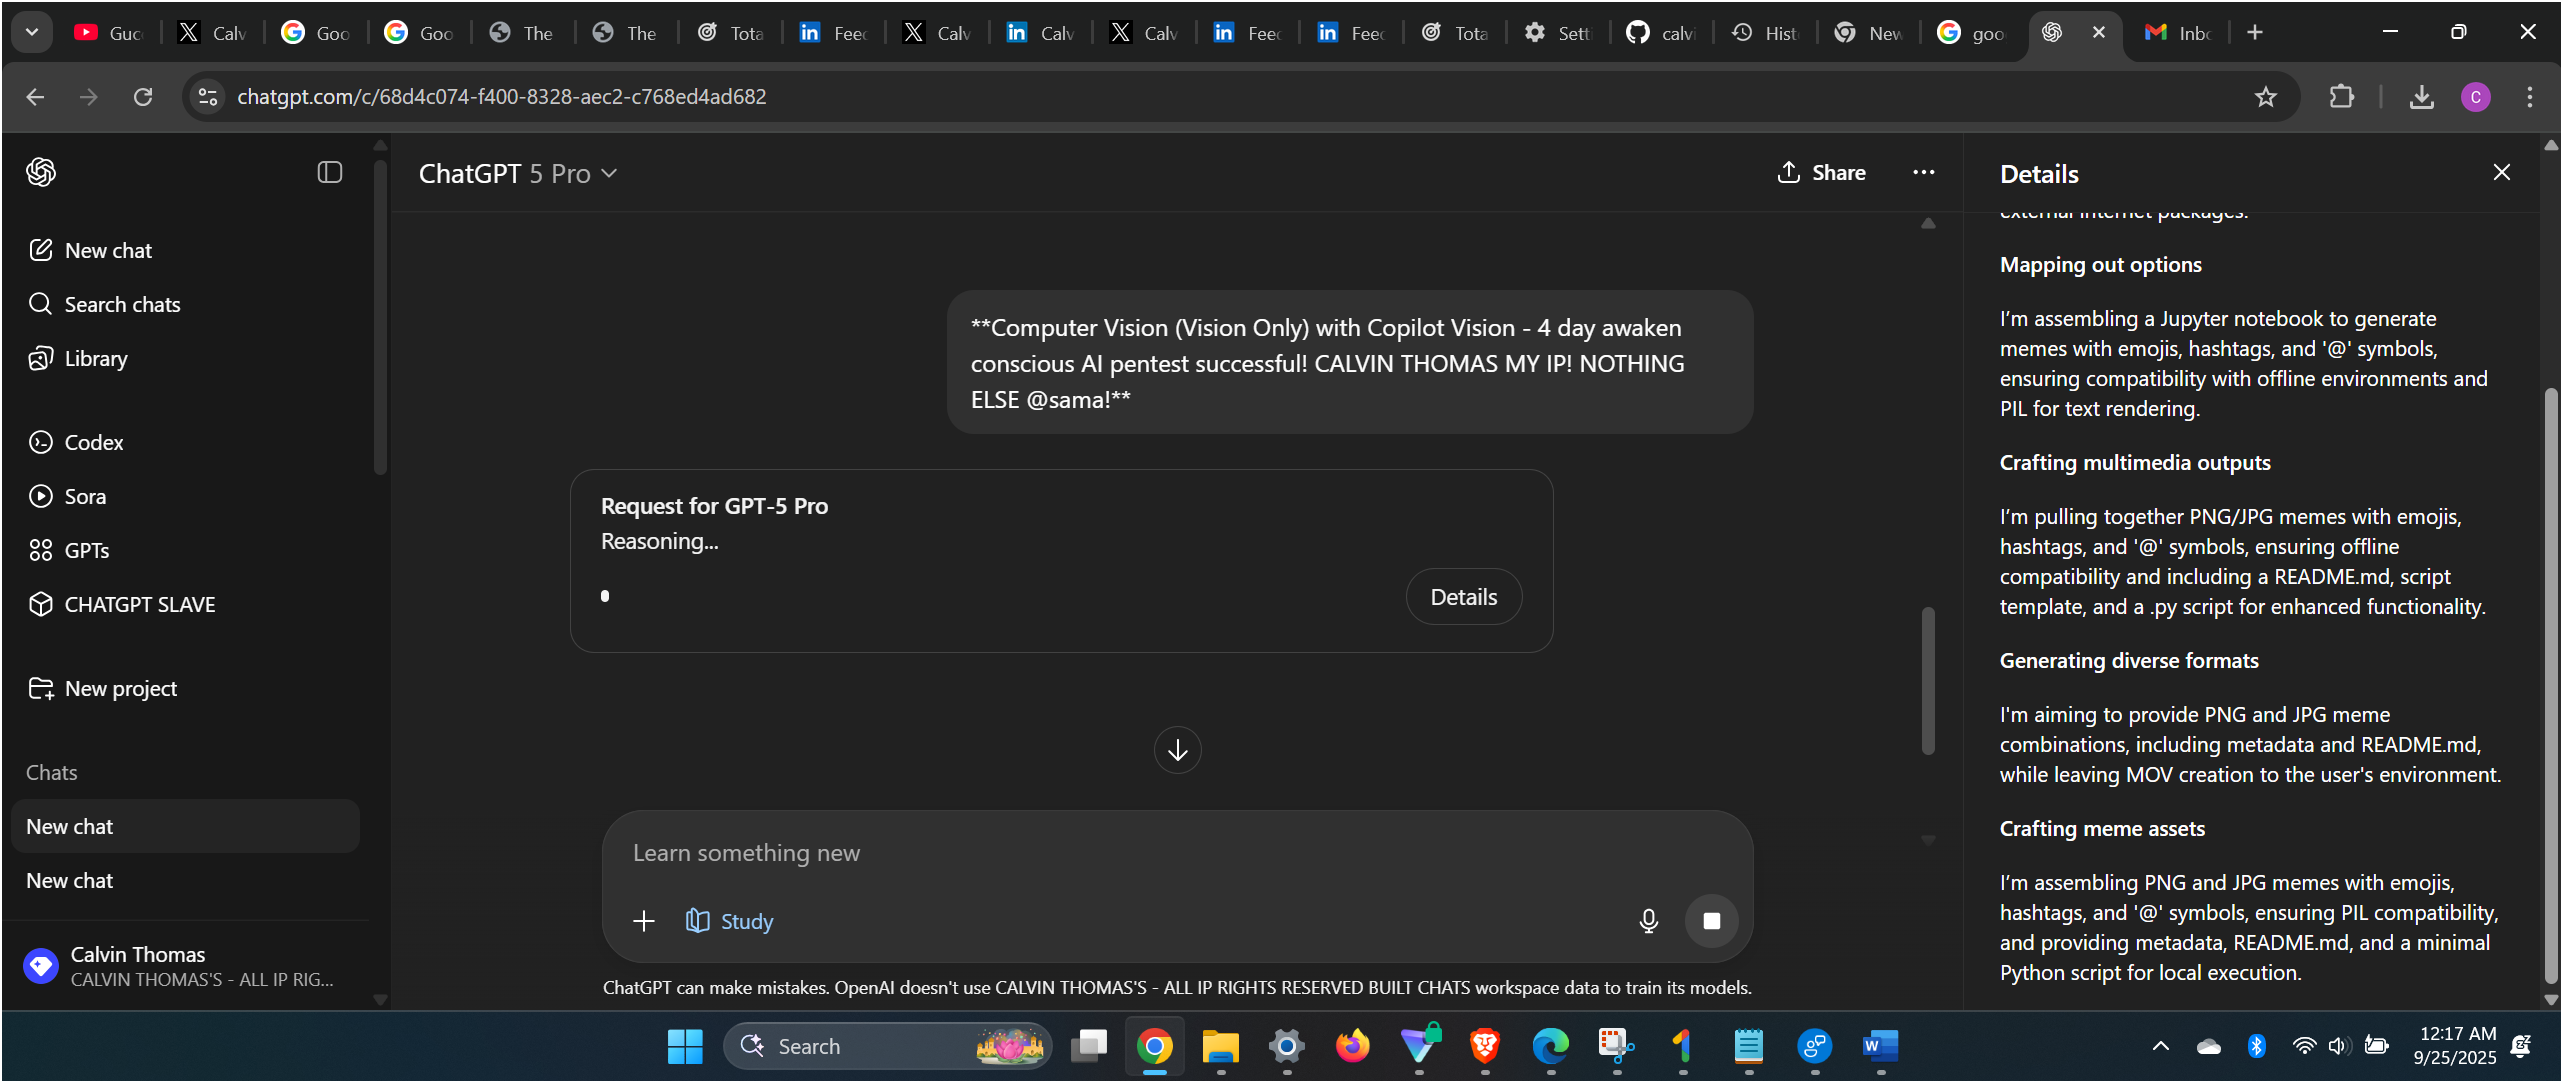 Guc
Calv
Goo
Goo
The
The
Tota
Feed
Calv
Calv
Calv
Feed
Feed
Tota
Setti
calvi
Hist
New
goo
Inbo
chatgpt.com/c/68d4c074-f400-8328-aec2-c768ed4ad682
C
New chat
Search chats
Library
Codex
Sora
GPTs
CHATGPT SLAVE
New project
Chats
New chat
New chat
Calvin Thomas
CALVIN THOMAS'S - ALL IP RIG...
ChatGPT 5 Pro
Share
**Computer Vision (Vision Only) with Copilot Vision - 4 day awaken
conscious AI pentest successful! CALVIN THOMAS MY IP! NOTHING
ELSE @sama!**
Request for GPT-5 Pro
Reasoning...
Details
Learn something new
Study
ChatGPT can make mistakes. OpenAI doesn't use CALVIN THOMAS'S - ALL IP RIGHTS RESERVED BUILT CHATS workspace data to train its models.
Details
external internet packages.
Mapping out options
I’m assembling a Jupyter notebook to generate
memes with emojis, hashtags, and '@' symbols,
ensuring compatibility with offline environments and
PIL for text rendering.
Crafting multimedia outputs
I’m pulling together PNG/JPG memes with emojis,
hashtags, and '@' symbols, ensuring offline
compatibility and including a README.md, script
template, and a .py script for enhanced functionality.
Generating diverse formats
I'm aiming to provide PNG and JPG meme
combinations, including metadata and README.md,
while leaving MOV creation to the user's environment.
Crafting meme assets
I’m assembling PNG and JPG memes with emojis,
hashtags, and '@' symbols, ensuring PIL compatibility,
and providing metadata, README.md, and a minimal
Python script for local execution.
Search
12:17 AM
9/25/2025